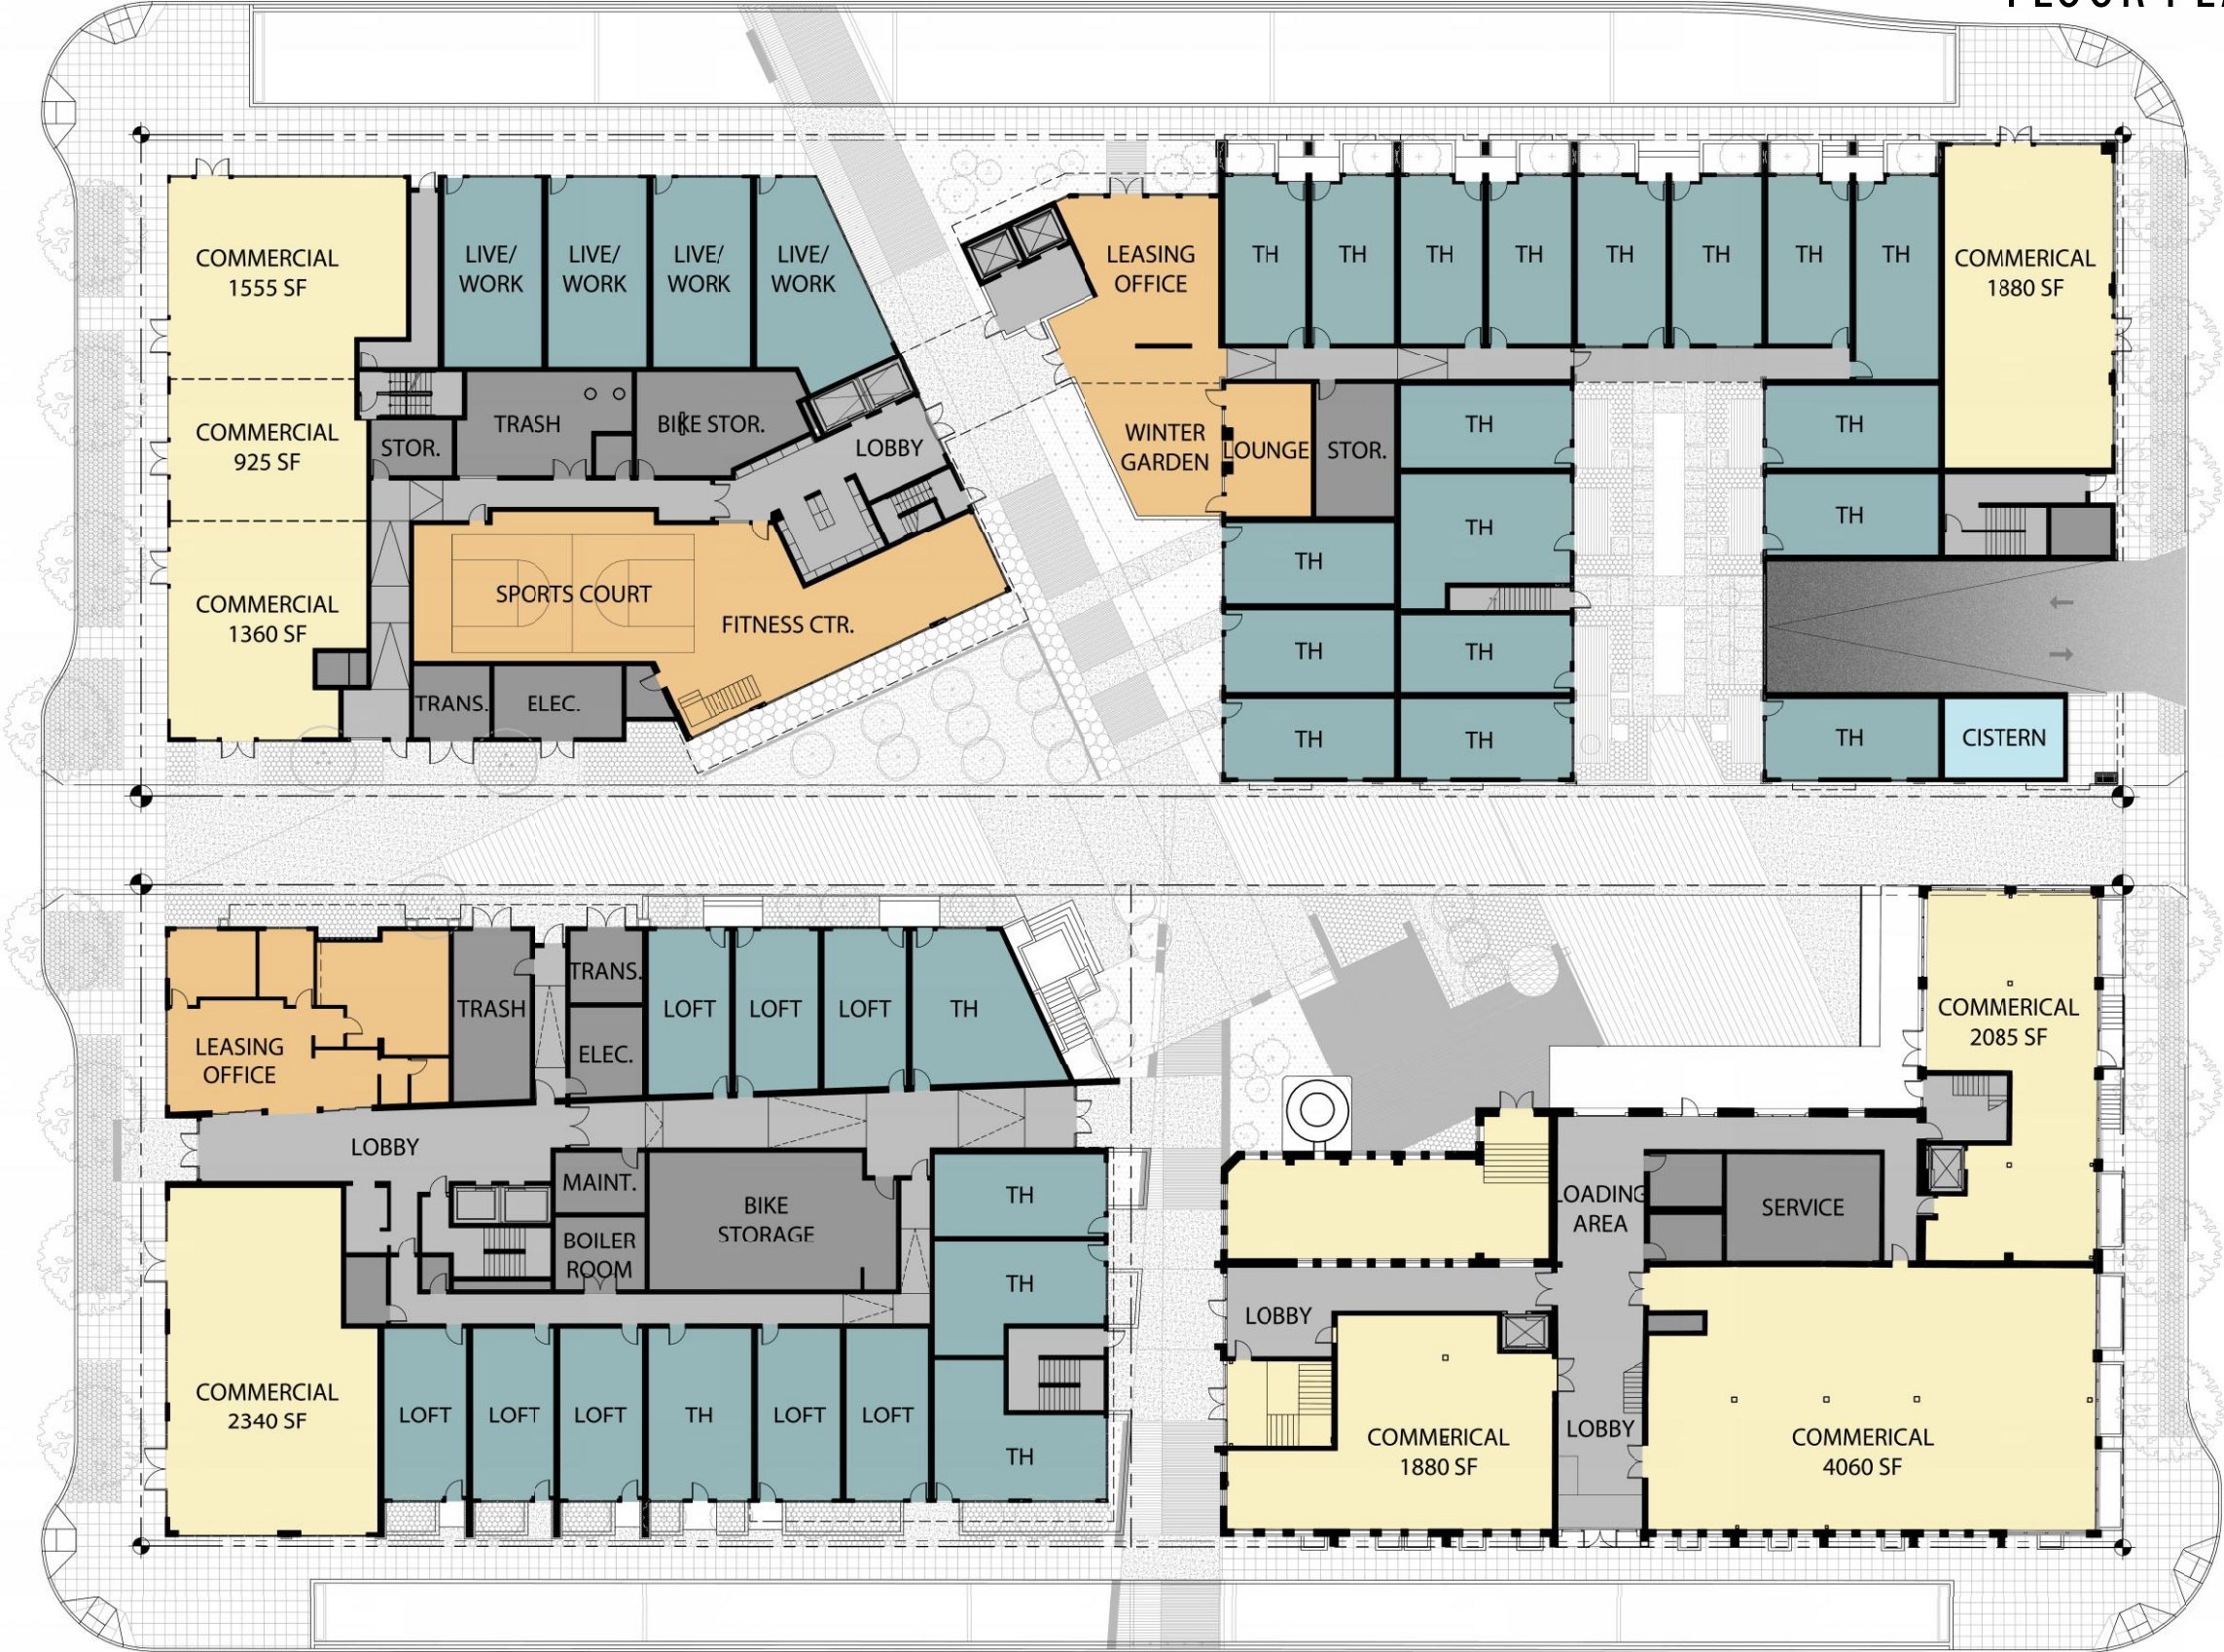 FLOOR PLA
COMMERCIAL
1555 SF
LIVE/
WORK
LIVE/
WORK
LIVE/
WORK
LIVE/
WORK
COMMERCIAL
925 SF
STOR.
TRASH
BIKE STOR.
LOBBY
COMMERCIAL
1360 SF
SPORTS COURT
FITNESS CTR.
TRANS.
ELEC.
LEASING
OFFICE
TH
TH
TH
TH
TH
TH
TH
TH
COMMERICAL
1880 SF
WINTER
GARDEN
LOUNGE
STOR.
TH
TH
TH
TH
TH
TH
TH
TH
TH
TH
TH
CISTERN
LEASING
OFFICE
TRASH
TRANS.
ELEC.
LOFT
LOFT
LOFT
TH
LOBBY
MAINT.
BOILER
ROOM
BIKE
STORAGE
TH
TH
COMMERCIAL
2340 SF
LOFT
LOFT
LOFT
TH
LOFT
LOFT
TH
COMMERICAL
2085 SF
LOADING
AREA
SERVICE
LOBBY
COMMERICAL
1880 SF
LOBBY
COMMERICAL
4060 SF